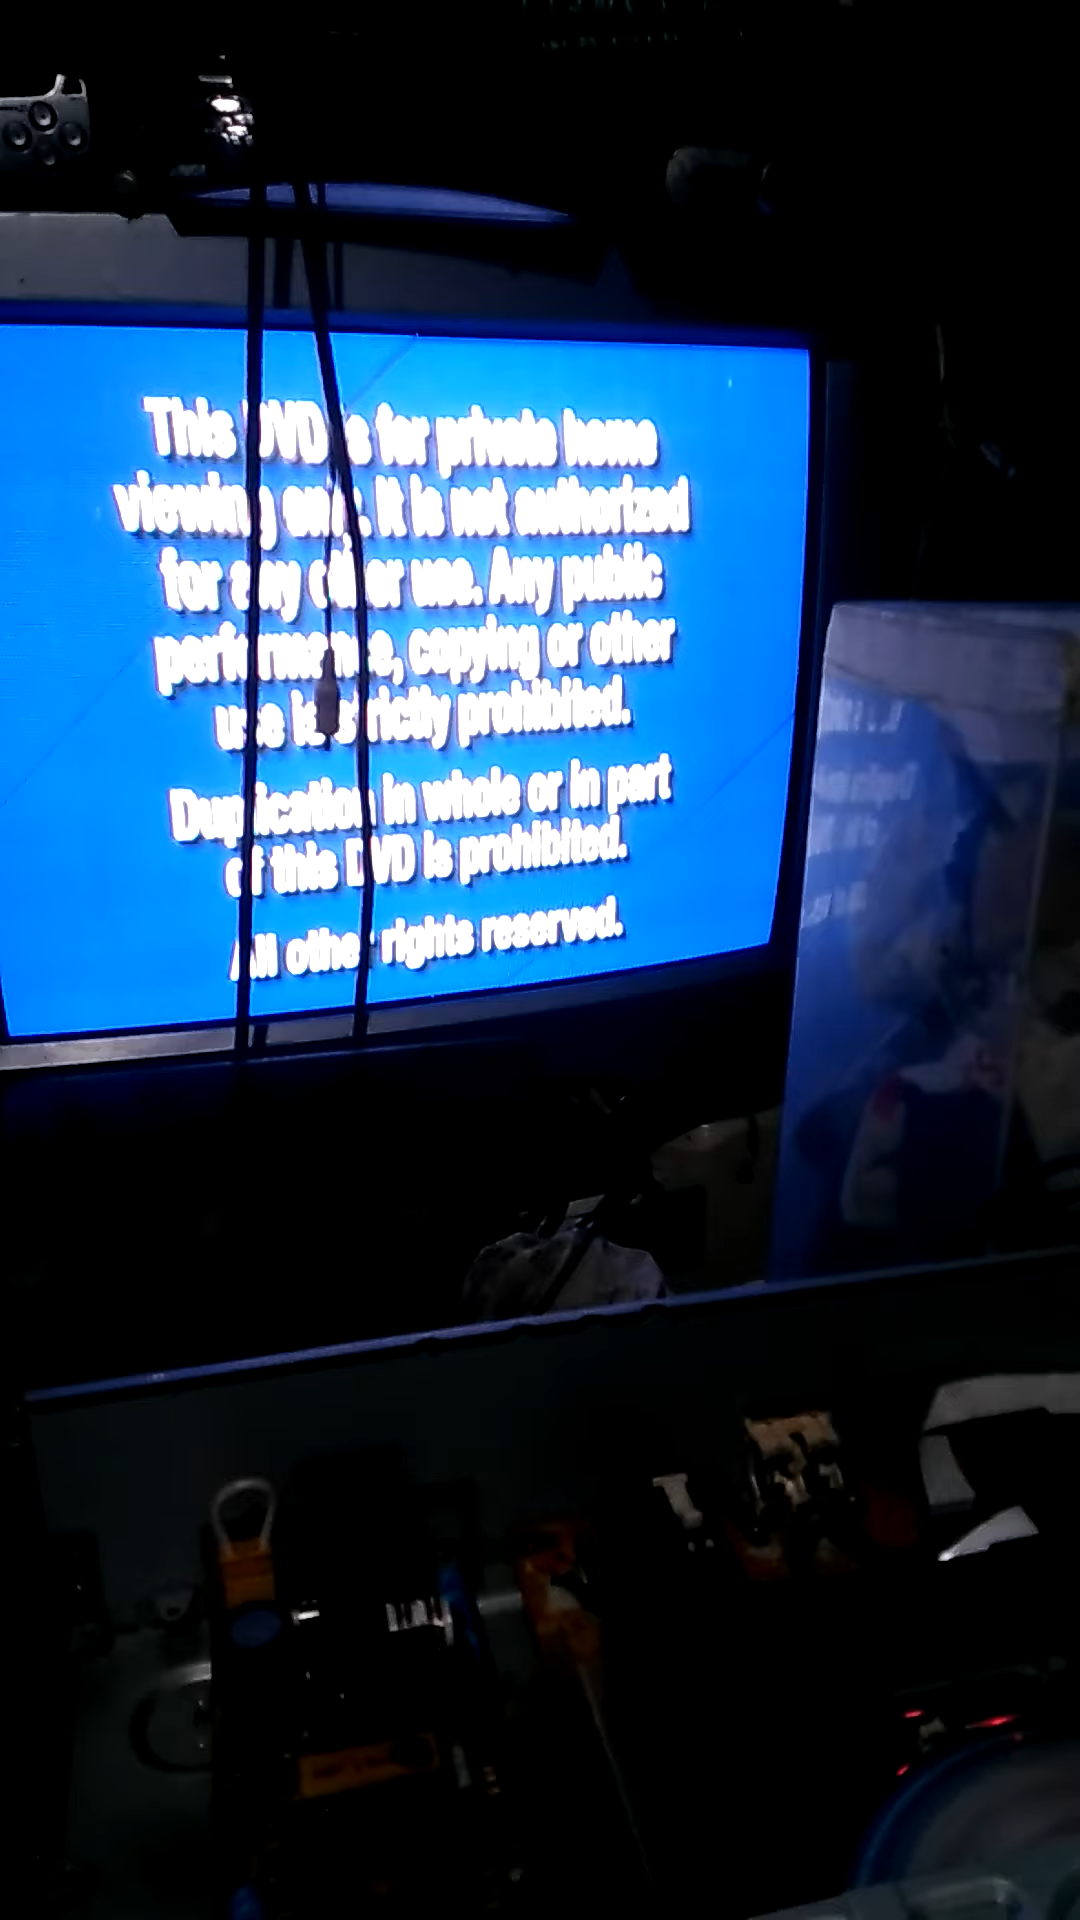 This DVD is for private home
viewing only. It is not authorized
for any other use. Any public
performance, copying or other
use is strictly prohibited.
Duplication in whole or in part
of this DVD is prohibited.
All other rights reserved.